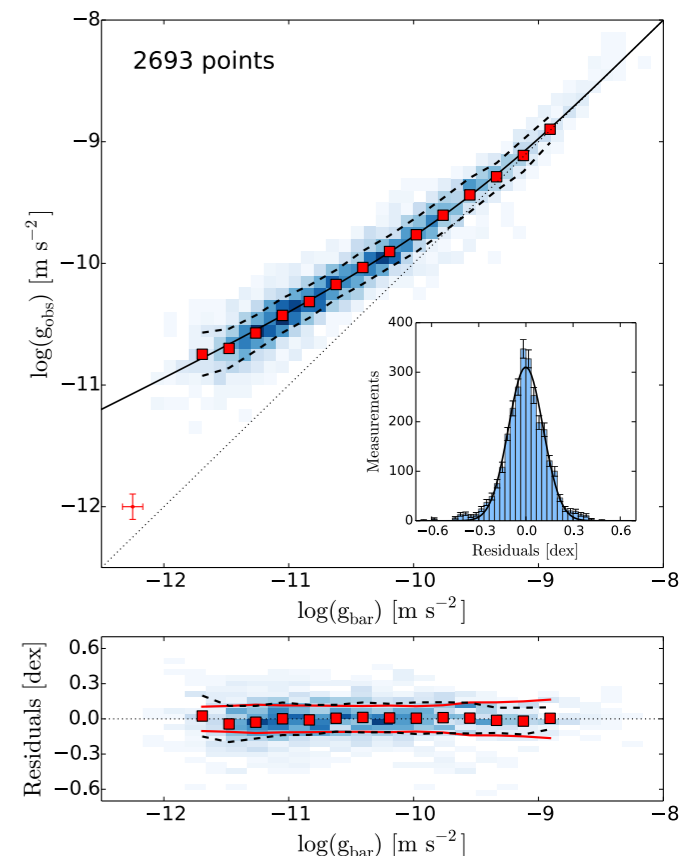 −8
2693 points
−9
−10
−11
−12
log(g_obs) [m s⁻²]
−12 −11 −10 −9 −8
log(g_bar) [m s⁻²]
400
300
200
100
0
Measurements
−0.6 −0.3 0.0 0.3 0.6
Residuals [dex]
0.6
0.3
0.0
−0.3
−0.6
Residuals [dex]
−12 −11 −10 −9 −8
log(g_bar) [m s⁻²]